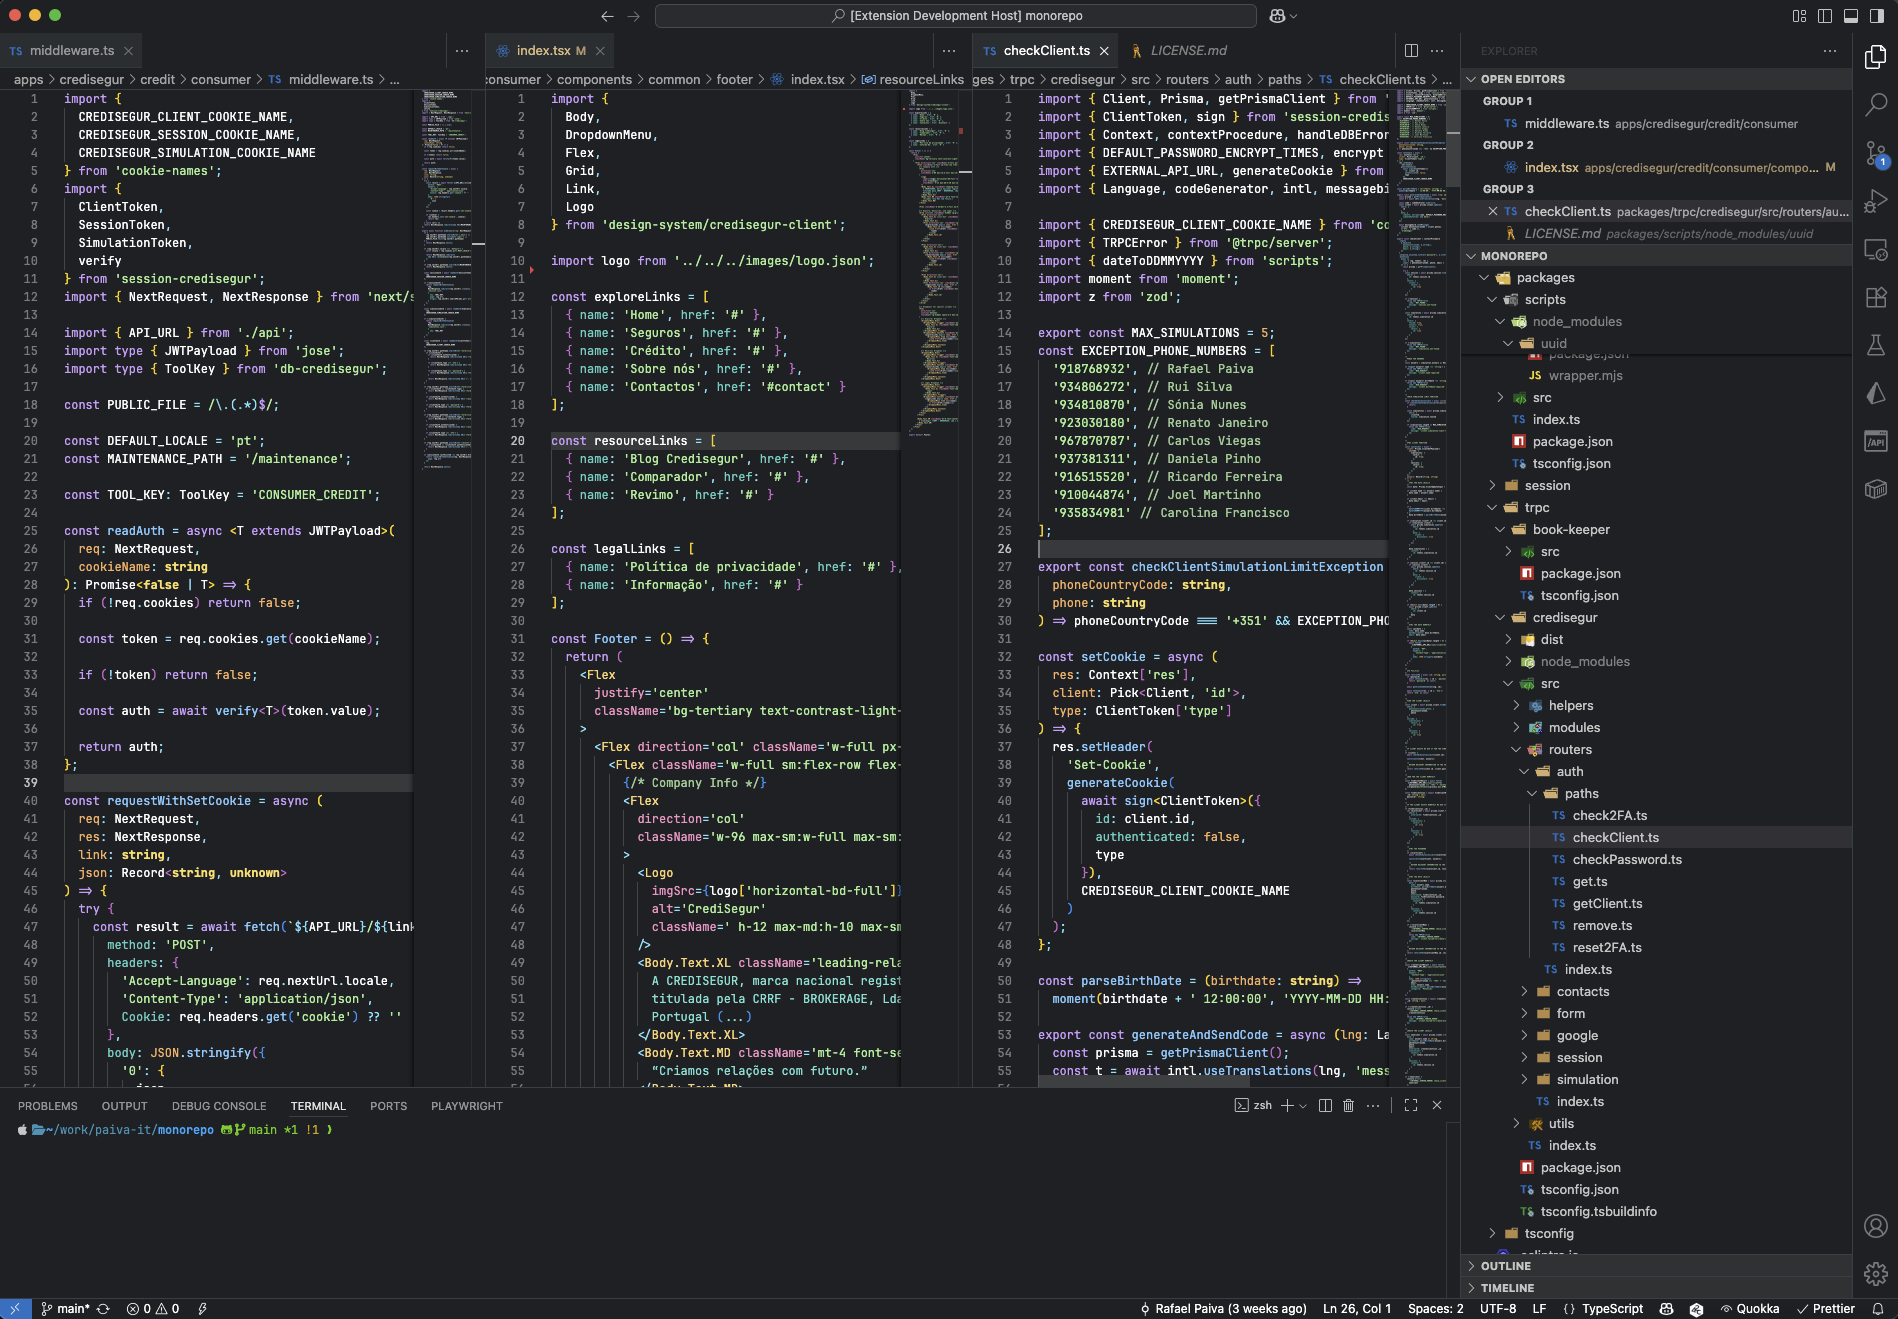 [Extension Development Host] monorepo
TS middleware.ts
index.tsx M
TS checkClient.ts
LICENSE.md
EXPLORER
apps > credisegur > credit > consumer > TS middleware.ts > ...
consumer > components > common > footer > index.tsx > resourceLinks
ges > trpc > credisegur > src > routers > auth > paths > TS checkClient.ts > ...
1 import {
2 CREDISEGUR_CLIENT_COOKIE_NAME,
3 CREDISEGUR_SESSION_COOKIE_NAME,
4 CREDISEGUR_SIMULATION_COOKIE_NAME
5 } from 'cookie-names';
6 import {
7 ClientToken,
8 SessionToken,
9 SimulationToken,
10 verify
11 } from 'session-credisegur';
12 import { NextRequest, NextResponse } from 'next/s
13
14 import { API_URL } from './api';
15 import type { JWTPayload } from 'jose';
16 import type { ToolKey } from 'db-credisegur';
17
18 const PUBLIC_FILE = /\.(.*)$/;
19
20 const DEFAULT_LOCALE = 'pt';
21 const MAINTENANCE_PATH = '/maintenance';
22
23 const TOOL_KEY: ToolKey = 'CONSUMER_CREDIT';
24
25 const readAuth = async <T extends JWTPayload>(
26 req: NextRequest,
27 cookieName: string
28 ): Promise<false | T> => {
29 if (!req.cookies) return false;
30
31 const token = req.cookies.get(cookieName);
32
33 if (!token) return false;
34
35 const auth = await verify<T>(token.value);
36
37 return auth;
38 };
39
40 const requestWithSetCookie = async (
41 req: NextRequest,
42 res: NextResponse,
43 link: string,
44 json: Record<string, unknown>
45 ) => {
46 try {
47 const result = await fetch(`${API_URL}/${link
48 method: 'POST',
49 headers: {
50 'Accept-Language': req.nextUrl.locale,
51 'Content-Type': 'application/json',
52 Cookie: req.headers.get('cookie') ?? ''
53 },
54 body: JSON.stringify({
55 '0': {
1 import {
2 Body,
3 DropdownMenu,
4 Flex,
5 Grid,
6 Link,
7 Logo
8 } from 'design-system/credisegur-client';
9
10 import logo from '../../../images/logo.json';
11
12 const exploreLinks = [
13 { name: 'Home', href: '#' },
14 { name: 'Seguros', href: '#' },
15 { name: 'Crédito', href: '#' },
16 { name: 'Sobre nós', href: '#' },
17 { name: 'Contactos', href: '#contact' }
18 ];
19
20 const resourceLinks = [
21 { name: 'Blog Credisegur', href: '#' },
22 { name: 'Comparador', href: '#' },
23 { name: 'Revimo', href: '#' }
24 ];
25
26 const legalLinks = [
27 { name: 'Política de privacidade', href: '#' },
28 { name: 'Informação', href: '#' }
29 ];
30
31 const Footer = () => {
32 return (
33 <Flex
34 justify='center'
35 className='bg-tertiary text-contrast-light-
36 >
37 <Flex direction='col' className='w-full px-
38 <Flex className='w-full sm:flex-row flex-
39 {/* Company Info */}
40 <Flex
41 direction='col'
42 className='w-96 max-sm:w-full max-sm:
43 >
44 <Logo
45 imgSrc={logo['horizontal-bd-full']}
46 alt='CrediSegur'
47 className=' h-12 max-md:h-10 max-sm
48 />
49 <Body.Text.XL className='leading-rela
50 A CREDISEGUR, marca nacional regist
51 titulada pela CRRF - BROKERAGE, Lda
52 Portugal (...)
53 </Body.Text.XL>
54 <Body.Text.MD className='mt-4 font-se
55 “Criamos relações com futuro.”
1 import { Client, Prisma, getPrismaClient } from '
2 import { ClientToken, sign } from 'session-credis
3 import { Context, contextProcedure, handleDBError
4 import { DEFAULT_PASSWORD_ENCRYPT_TIMES, encrypt
5 import { EXTERNAL_API_URL, generateCookie } from
6 import { Language, codeGenerator, intl, messagebi
7
8 import { CREDISEGUR_CLIENT_COOKIE_NAME } from 'co
9 import { TRPCError } from '@trpc/server';
10 import { dateToDDMMYYYY } from 'scripts';
11 import moment from 'moment';
12 import z from 'zod';
13
14 export const MAX_SIMULATIONS = 5;
15 const EXCEPTION_PHONE_NUMBERS = [
16 '918768932', // Rafael Paiva
17 '934806272', // Rui Silva
18 '934810870', // Sónia Nunes
19 '923030180', // Renato Janeiro
20 '967870787', // Carlos Viegas
21 '937381311', // Daniela Pinho
22 '916515520', // Ricardo Ferreira
23 '910044874', // Joel Martinho
24 '935834981' // Carolina Francisco
25 ];
26
27 export const checkClientSimulationLimitException
28 phoneCountryCode: string,
29 phone: string
30 ) => phoneCountryCode === '+351' && EXCEPTION_PHO
31
32 const setCookie = async (
33 res: Context['res'],
34 client: Pick<Client, 'id'>,
35 type: ClientToken['type']
36 ) => {
37 res.setHeader(
38 'Set-Cookie',
39 generateCookie(
40 await sign<ClientToken>({
41 id: client.id,
42 authenticated: false,
43 type
44 }),
45 CREDISEGUR_CLIENT_COOKIE_NAME
46 )
47 );
48 };
49
50 const parseBirthDate = (birthdate: string) =>
51 moment(birthdate + ' 12:00:00', 'YYYY-MM-DD HH:
52
53 export const generateAndSendCode = async (lng: La
54 const prisma = getPrismaClient();
55 const t = await intl.useTranslations(lng, 'mess
OPEN EDITORS
GROUP 1
TS middleware.ts apps/credisegur/credit/consumer
GROUP 2
index.tsx apps/credisegur/credit/consumer/compo... M
GROUP 3
TS checkClient.ts packages/trpc/credisegur/src/routers/au...
LICENSE.md packages/scripts/node_modules/uuid
MONOREPO
packages
scripts
node_modules
uuid
package.json
JS wrapper.mjs
src
TS index.ts
package.json
TS tsconfig.json
session
trpc
book-keeper
src
package.json
TS tsconfig.json
credisegur
dist
node_modules
src
helpers
modules
routers
auth
paths
TS check2FA.ts
TS checkClient.ts
TS checkPassword.ts
TS get.ts
TS getClient.ts
TS remove.ts
TS reset2FA.ts
TS index.ts
contacts
form
google
session
simulation
TS index.ts
utils
TS index.ts
package.json
TS tsconfig.json
TS tsconfig.tsbuildinfo
tsconfig
OUTLINE
TIMELINE
1
/API
PROBLEMS OUTPUT DEBUG CONSOLE TERMINAL PORTS PLAYWRIGHT
zsh
~/work/paiva-it/monorepo main *1 !1
main* 0 0
Rafael Paiva (3 weeks ago) Ln 26, Col 1 Spaces: 2 UTF-8 LF {} TypeScript Quokka Prettier